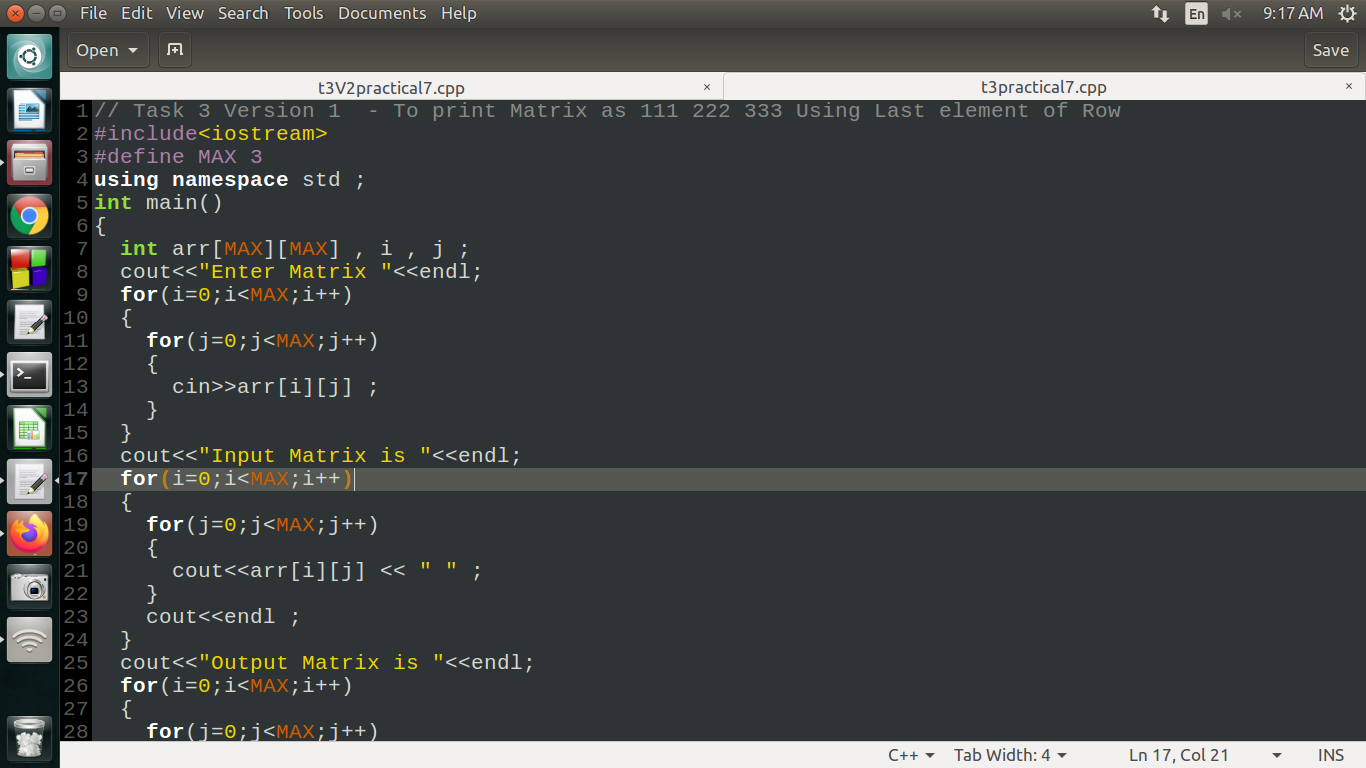 File Edit View Search Tools Documents Help En 9:17 AM
Open Save
t3V2practical7.cpp × t3practical7.cpp ×
1 // Task 3 Version 1  - To print Matrix as 111 222 333 Using Last element of Row
2 #include<iostream>
3 #define MAX 3
4 using namespace std ;
5 int main()
6 {
7   int arr[MAX][MAX] , i , j ;
8   cout<<"Enter Matrix "<<endl;
9   for(i=0;i<MAX;i++)
10   {
11     for(j=0;j<MAX;j++)
12     {
13       cin>>arr[i][j] ;
14     }
15   }
16   cout<<"Input Matrix is "<<endl;
17   for(i=0;i<MAX;i++)
18   {
19     for(j=0;j<MAX;j++)
20     {
21       cout<<arr[i][j] << " " ;
22     }
23     cout<<endl ;
24   }
25   cout<<"Output Matrix is "<<endl;
26   for(i=0;i<MAX;i++)
27   {
28     for(j=0;j<MAX;j++)
C++ Tab Width: 4 Ln 17, Col 21 INS